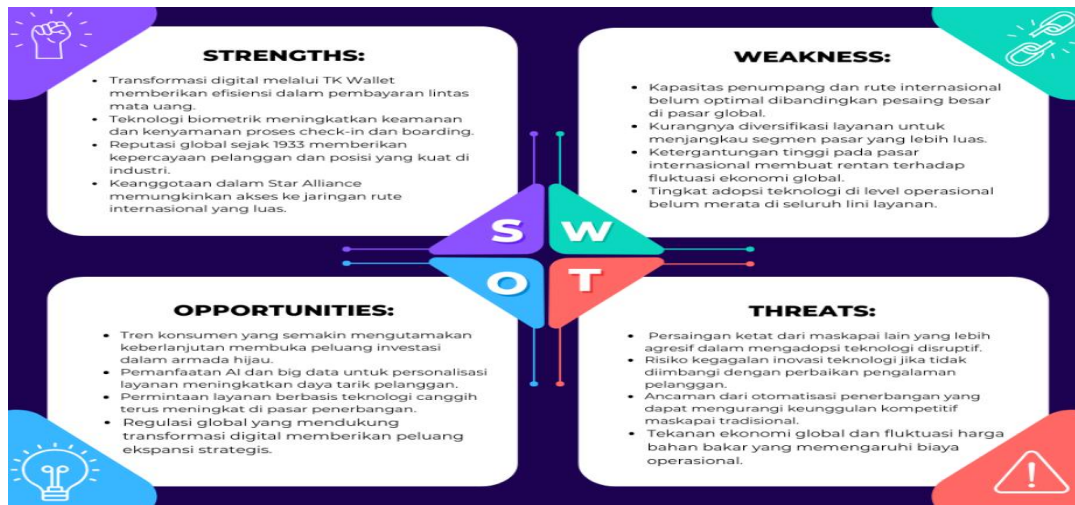 STRENGTHS:
• Transformasi digital melalui TK Wallet
memberikan efisiensi dalam pembayaran lintas
mata uang.
• Teknologi biometrik meningkatkan keamanan
dan kenyamanan proses check-in dan boarding.
• Reputasi global sejak 1933 memberikan
kepercayaan pelanggan dan posisi yang kuat di
industri.
• Keanggotaan dalam Star Alliance
memungkinkan akses ke jaringan rute
internasional yang luas.
WEAKNESS:
• Kapasitas penumpang dan rute internasional
belum optimal dibandingkan pesaing besar
di pasar global.
• Kurangnya diversifikasi layanan untuk
menjangkau segmen pasar yang lebih luas.
• Ketergantungan tinggi pada pasar
internasional membuat rentan terhadap
fluktuasi ekonomi global.
• Tingkat adopsi teknologi di level operasional
belum merata di seluruh lini layanan.
S W
O T
OPPORTUNITIES:
• Tren konsumen yang semakin mengutamakan
keberlanjutan membuka peluang investasi
dalam armada hijau.
• Pemanfaatan AI dan big data untuk personalisasi
layanan meningkatkan daya tarik pelanggan.
• Permintaan layanan berbasis teknologi canggih
terus meningkat di pasar penerbangan.
• Regulasi global yang mendukung
transformasi digital memberikan peluang
ekspansi strategis.
THREATS:
• Persaingan ketat dari maskapai lain yang lebih
agresif dalam mengadopsi teknologi disruptif.
• Risiko kegagalan inovasi teknologi jika tidak
diimbangi dengan perbaikan pengalaman
pelanggan.
• Ancaman dari otomatisasi penerbangan yang
dapat mengurangi keunggulan kompetitif
maskapai tradisional.
• Tekanan ekonomi global dan fluktuasi harga
bahan bakar yang memengaruhi biaya
operasional.